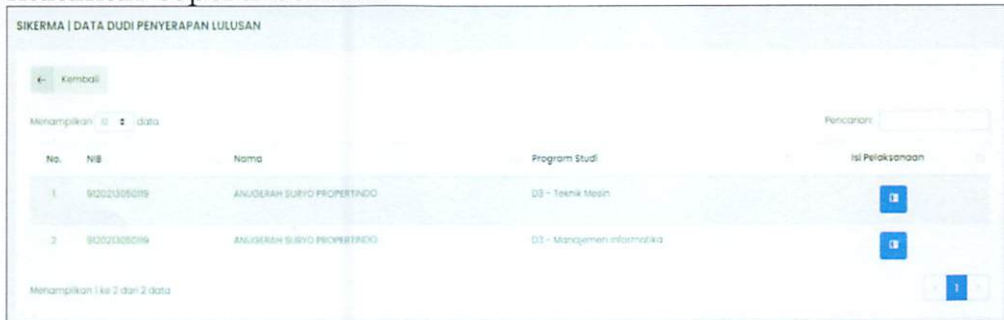 SIKERMA | DATA DUDI PENYERAPAN LULUSAN
← Kembali
Menampilkan 10 data
Pencarian:
No. NIB Nama Program Studi Isi Pelaksanaan
1 9120213050119 ANUGERAH SURYO PROPERTINDO D3 - Teknik Mesin
2 9120213050119 ANUGERAH SURYO PROPERTINDO D3 - Manajemen Informatika
Menampilkan 1 ke 2 dari 2 data
1